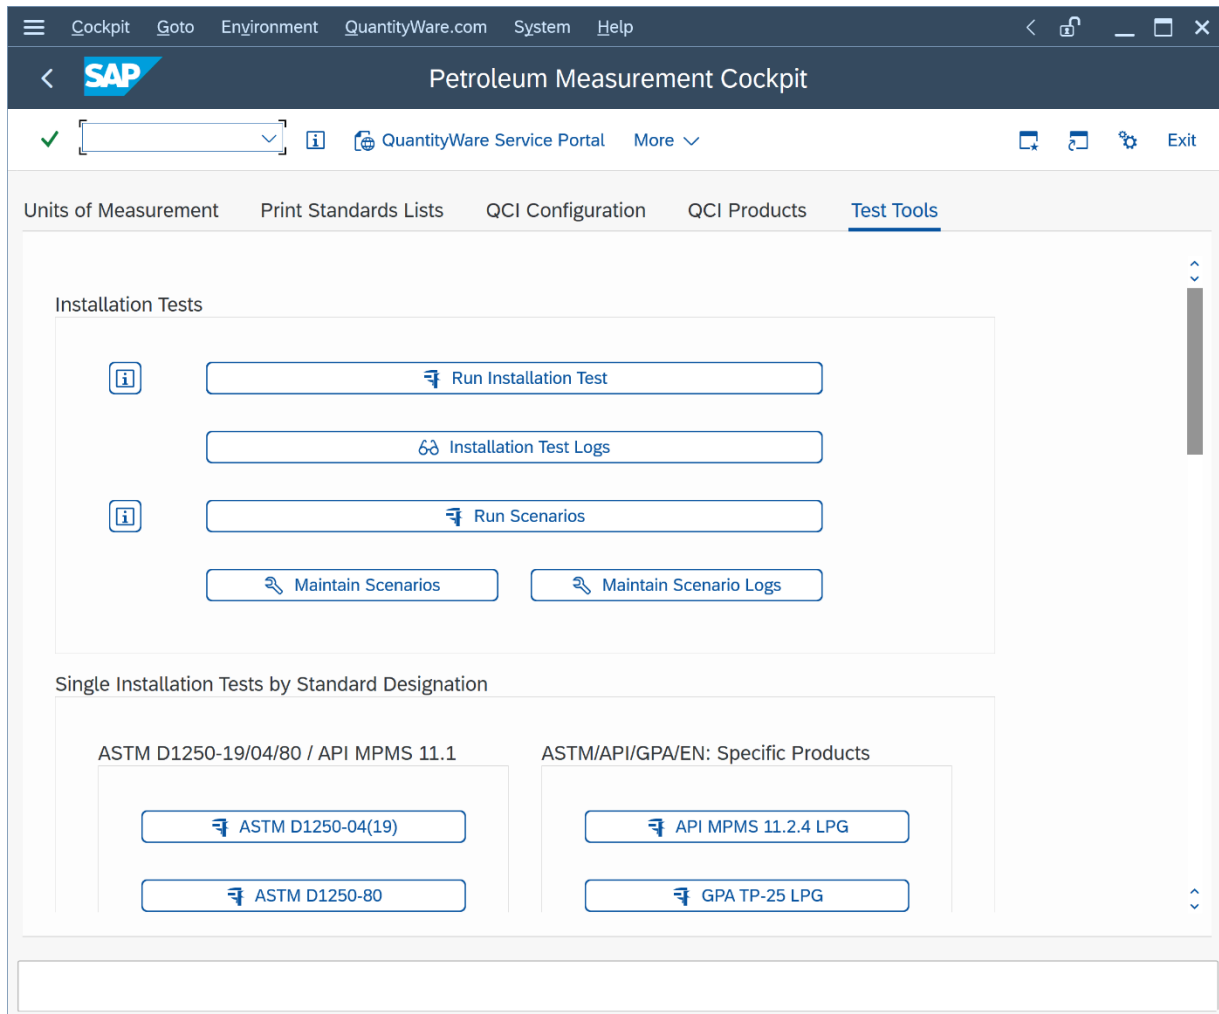 Cockpit Goto Environment QuantityWare.com System Help
SAP Petroleum Measurement Cockpit
QuantityWare Service Portal More Exit
Units of Measurement Print Standards Lists QCI Configuration QCI Products Test Tools
Installation Tests
Run Installation Test
Installation Test Logs
Run Scenarios
Maintain Scenarios Maintain Scenario Logs
Single Installation Tests by Standard Designation
ASTM D1250-19/04/80 / API MPMS 11.1 ASTM/API/GPA/EN: Specific Products
ASTM D1250-04(19) API MPMS 11.2.4 LPG
ASTM D1250-80 GPA TP-25 LPG